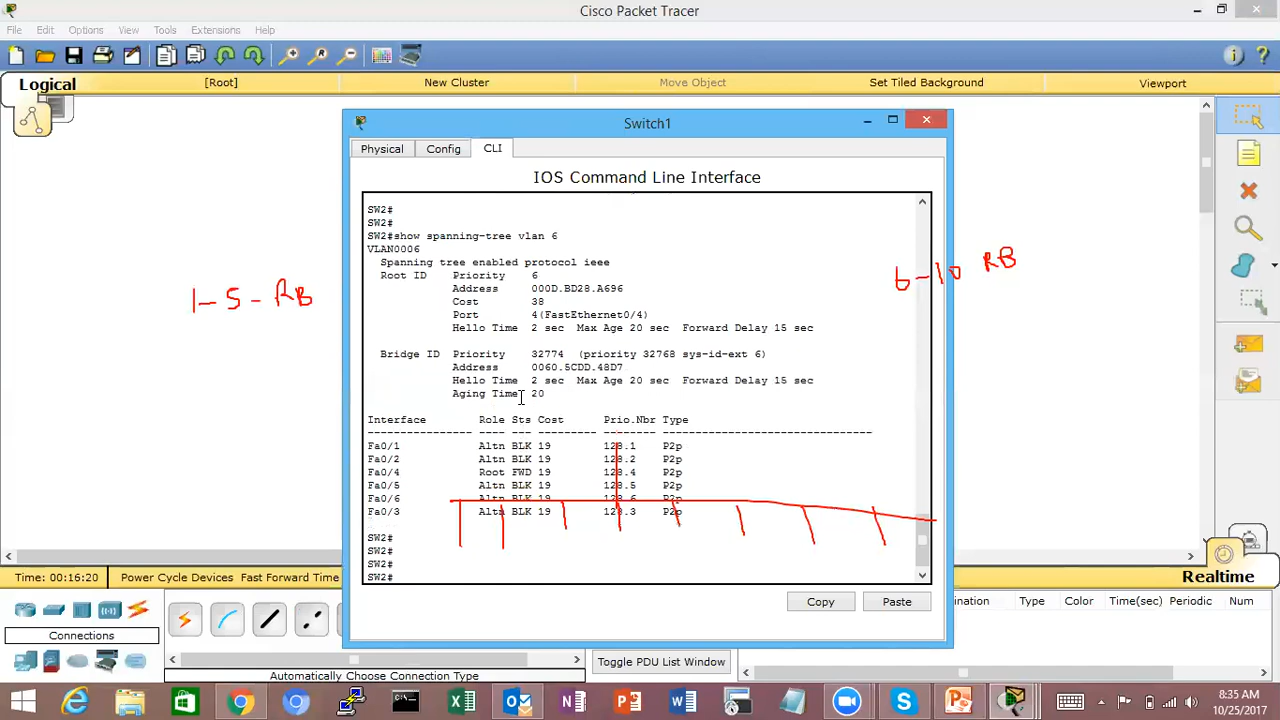 Cisco Packet Tracer
File Edit Options View Tools Extensions Help
Logical [Root] New Cluster Move Object Set Tiled Background Viewport
Switch1
Physical Config CLI
IOS Command Line Interface
SW2#
SW2#
SW2#show spanning-tree vlan 6
VLAN0006
Spanning tree enabled protocol ieee
Root ID Priority 6
Address 000D.BD28.A696
Cost 38
Port 4(FastEthernet0/4)
Hello Time 2 sec Max Age 20 sec Forward Delay 15 sec
Bridge ID Priority 32774 (priority 32768 sys-id-ext 6)
Address 0060.5CDD.48D7
Hello Time 2 sec Max Age 20 sec Forward Delay 15 sec
Aging Time 20
Interface Role Sts Cost Prio.Nbr Type
---------------- ---- --- --------- -------- --------------------------------
Fa0/1 Altn BLK 19 128.1 P2p
Fa0/2 Altn BLK 19 128.2 P2p
Fa0/4 Root FWD 19 128.4 P2p
Fa0/5 Altn BLK 19 128.5 P2p
Fa0/6 Altn BLK 19 128.6 P2p
Fa0/3 Altn BLK 19 128.3 P2p
SW2#
SW2#
SW2#
SW2#
1-5-RB
6-10 RB
Copy Paste
Time: 00:16:20 Power Cycle Devices Fast Forward Time
Realtime
Connections
Automatically Choose Connection Type
Toggle PDU List Window
ination Type Color Time(sec) Periodic Num
8:35 AM
10/25/2017